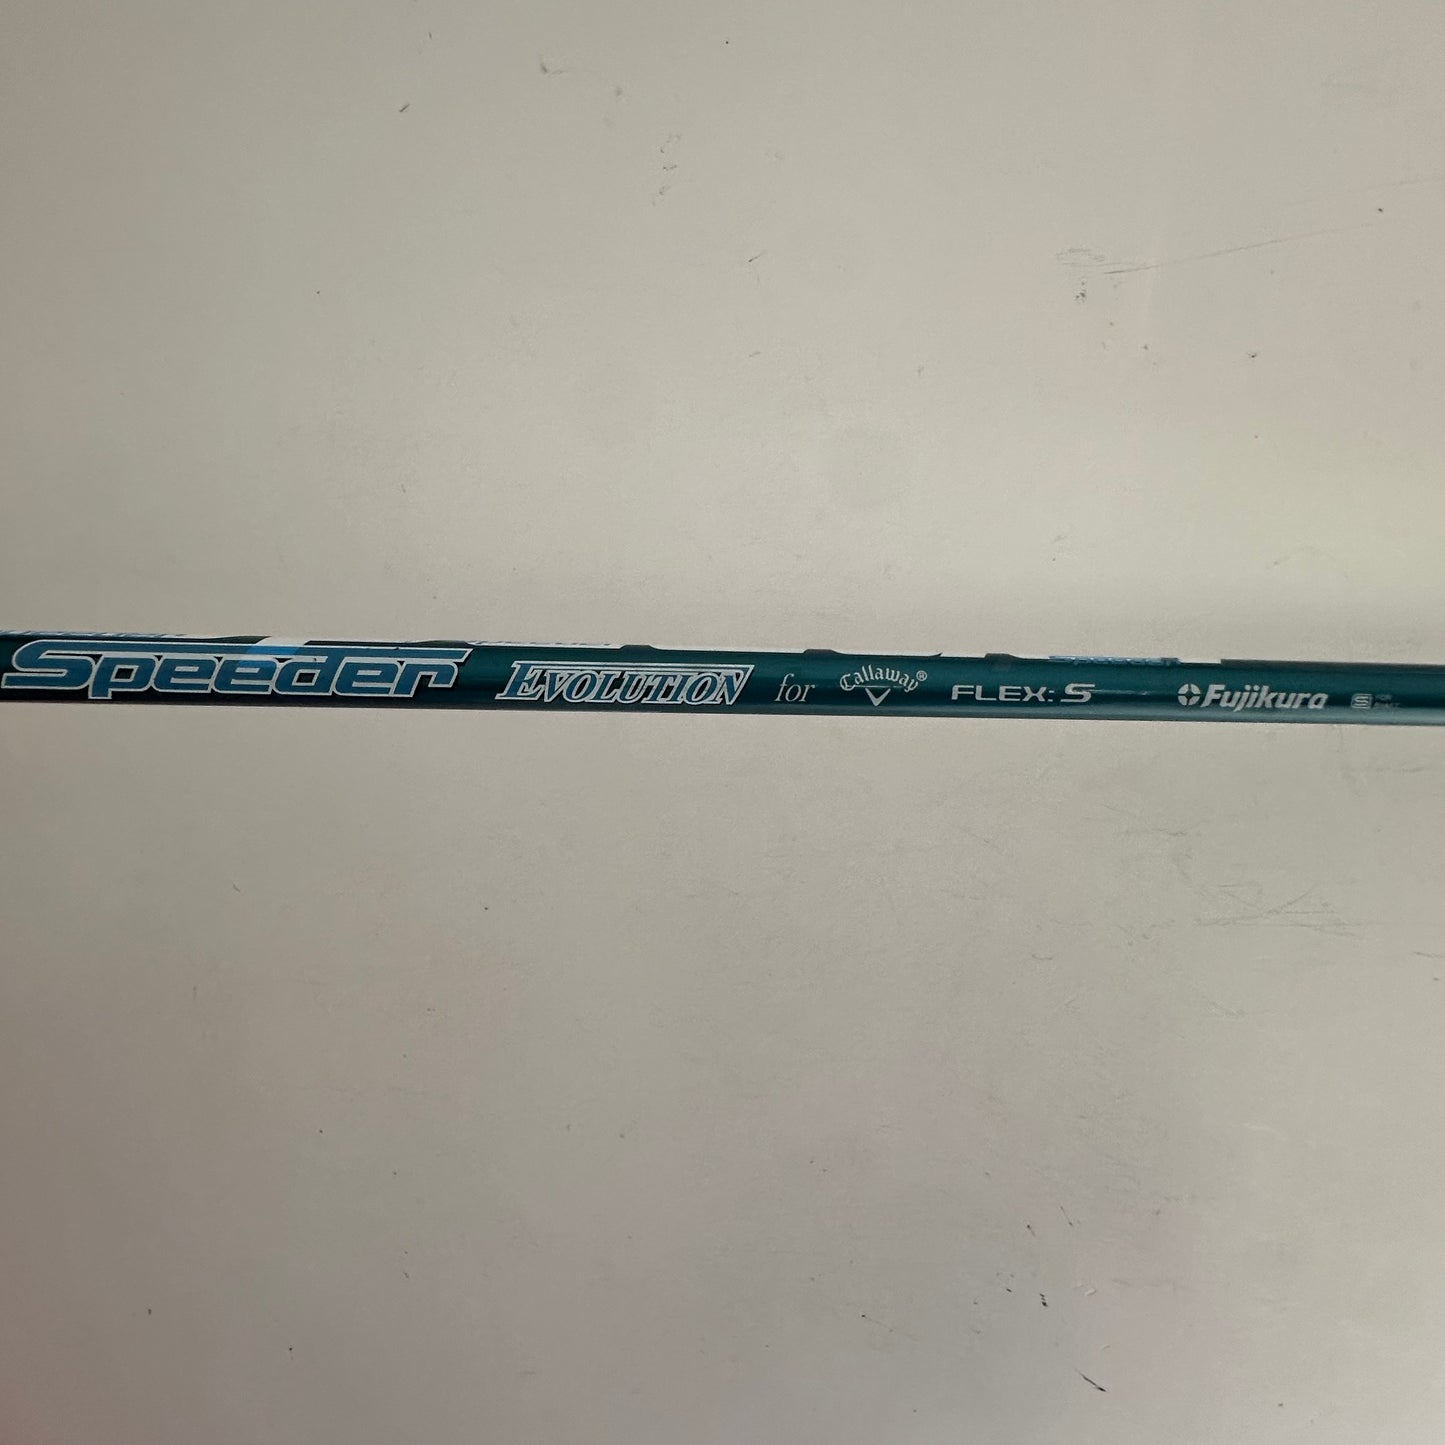 Speeder EVOLUTION for Callaway® FLEX: S Fujikura S